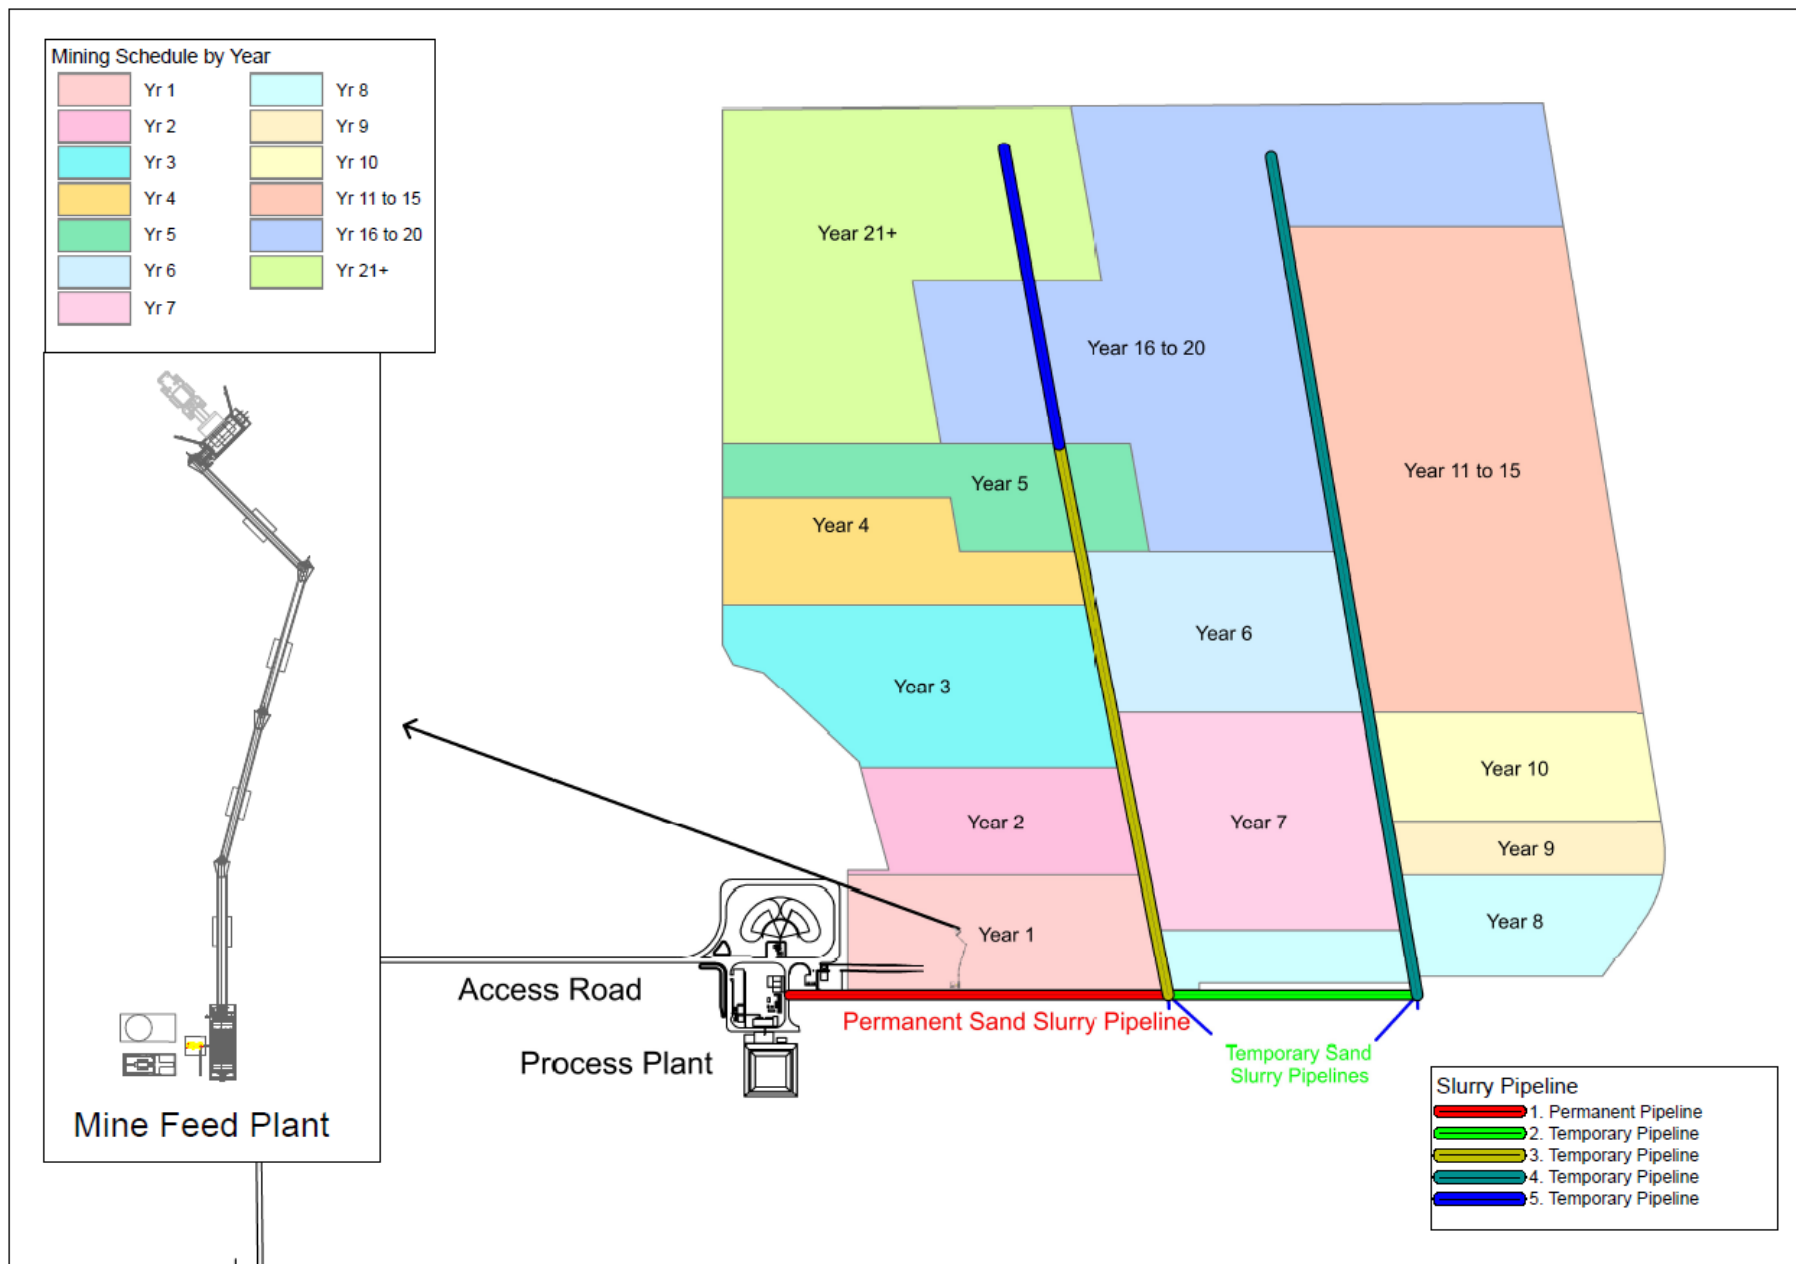 Mining Schedule by Year
Yr 1
Yr 2
Yr 3
Yr 4
Yr 5
Yr 6
Yr 7
Yr 8
Yr 9
Yr 10
Yr 11 to 15
Yr 16 to 20
Yr 21+
Mine Feed Plant
Year 21+
Year 16 to 20
Year 11 to 15
Year 5
Year 4
Year 6
Year 3
Year 10
Year 2
Year 7
Year 9
Year 8
Year 1
Access Road
Permanent Sand Slurry Pipeline
Process Plant
Temporary Sand
Slurry Pipelines
Slurry Pipeline
1. Permanent Pipeline
2. Temporary Pipeline
3. Temporary Pipeline
4. Temporary Pipeline
5. Temporary Pipeline